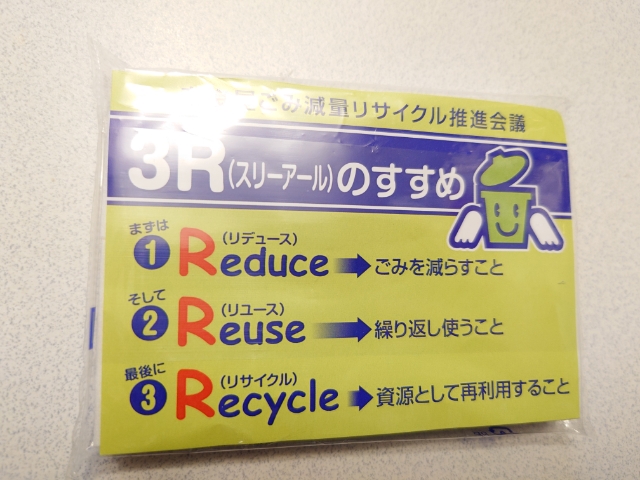 ごみ減量リサイクル推進会議
3R(スリーアール)のすすめ
まずは
1 Reduce (リデュース) ごみを減らすこと
そして
2 Reuse (リユース) 繰り返し使うこと
最後に
3 Recycle (リサイクル) 資源として再利用すること